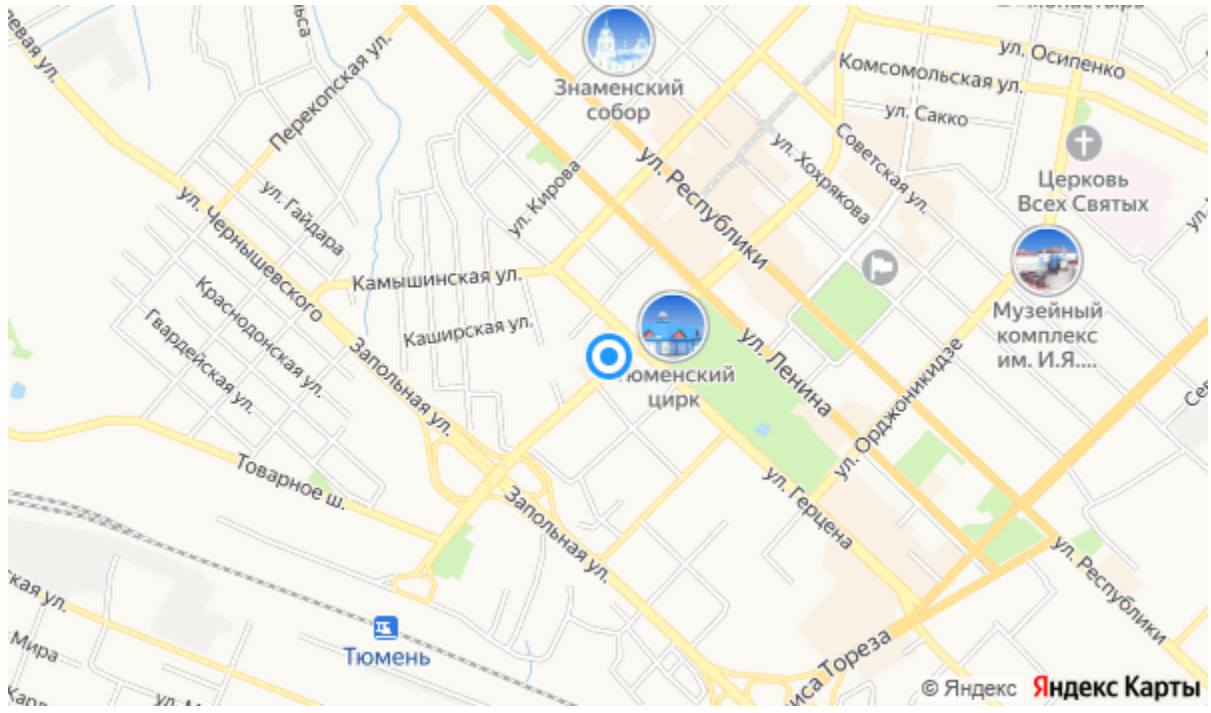 ул. Осипенко
Комсомольская ул.
ул. Сакко
Знаменский
собор
Перекопская ул.
ул. Хохрякова
Советская ул.
Церковь
Всех Святых
ул. Кирова
ул. Республики
ул. Гайдара
ул. Чернышевского
Камышинская ул.
Краснодонская ул.
Каширская ул.
Гвардейская ул.
Музейный
комплекс
им. И.Я....
ул. Ленина
Тюменский
цирк
Запольная ул.
ул. Орджоникидзе
Товарное ш.
ул. Герцена
Запольная ул.
ул. Республики
Мира
Тюмень
© Яндекс Яндекс Карты